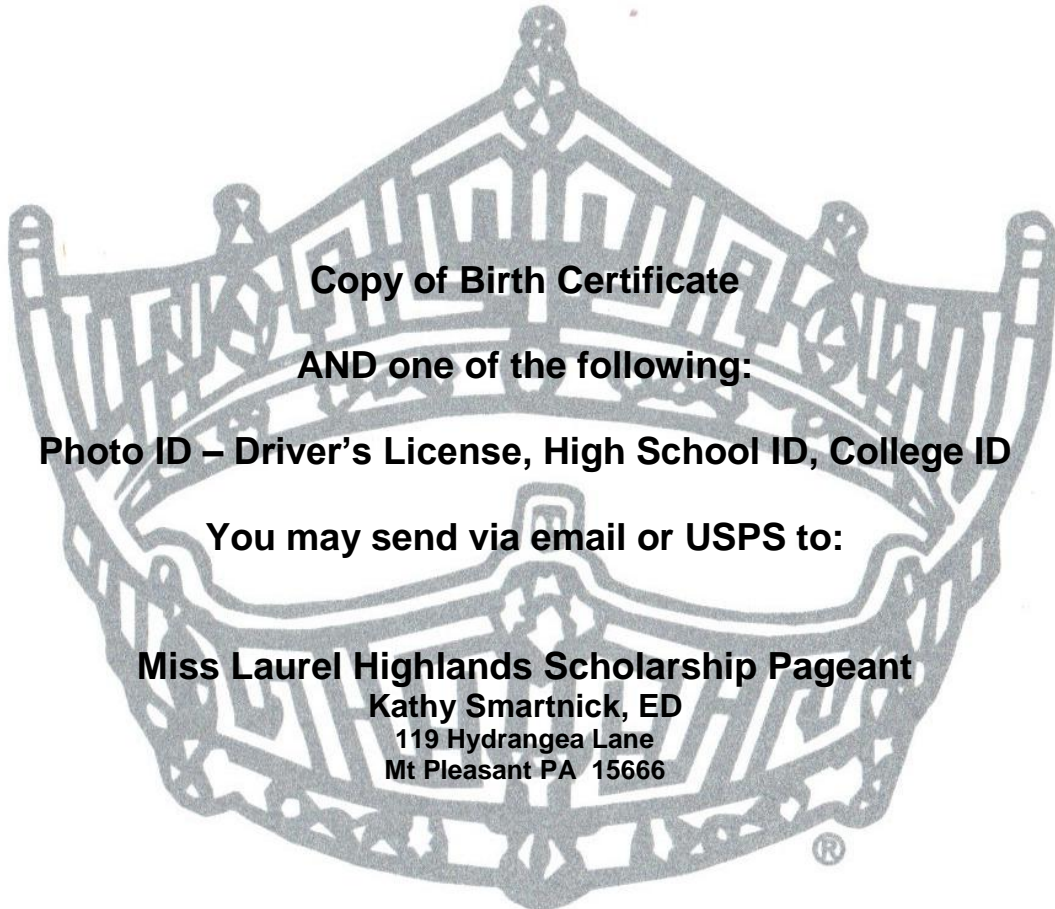 Copy of Birth Certificate
AND one of the following:
Photo ID – Driver’s License, High School ID, College ID
You may send via email or USPS to:
Miss Laurel Highlands Scholarship Pageant
Kathy Smartnick, ED
119 Hydrangea Lane
Mt Pleasant PA  15666
®